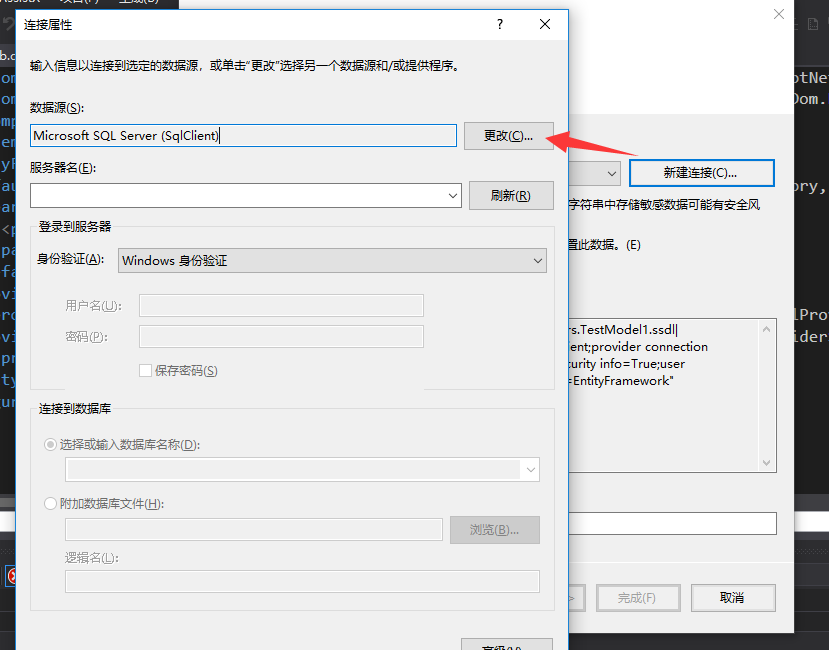 连接属性
?
输入信息以连接到选定的数据源，或单击“更改”选择另一个数据源和/或提供程序。
数据源(S):
Microsoft SQL Server (SqlClient)
更改(C)...
服务器名(E):
刷新(R)
登录到服务器
身份验证(A):
Windows 身份验证
用户名(U):
密码(P):
保存密码(S)
连接到数据库
选择或输入数据库名称(D):
附加数据库文件(H):
浏览(B)...
逻辑名(L):
新建连接(C)...
字符串中存储敏感数据可能有安全风
此数据。(E)
rs.TestModel1.ssdl|
ent;provider connection
curity info=True;user
=EntityFramework"
>
完成(F)
取消
otNe
Dom.
ory,
lPro
ider